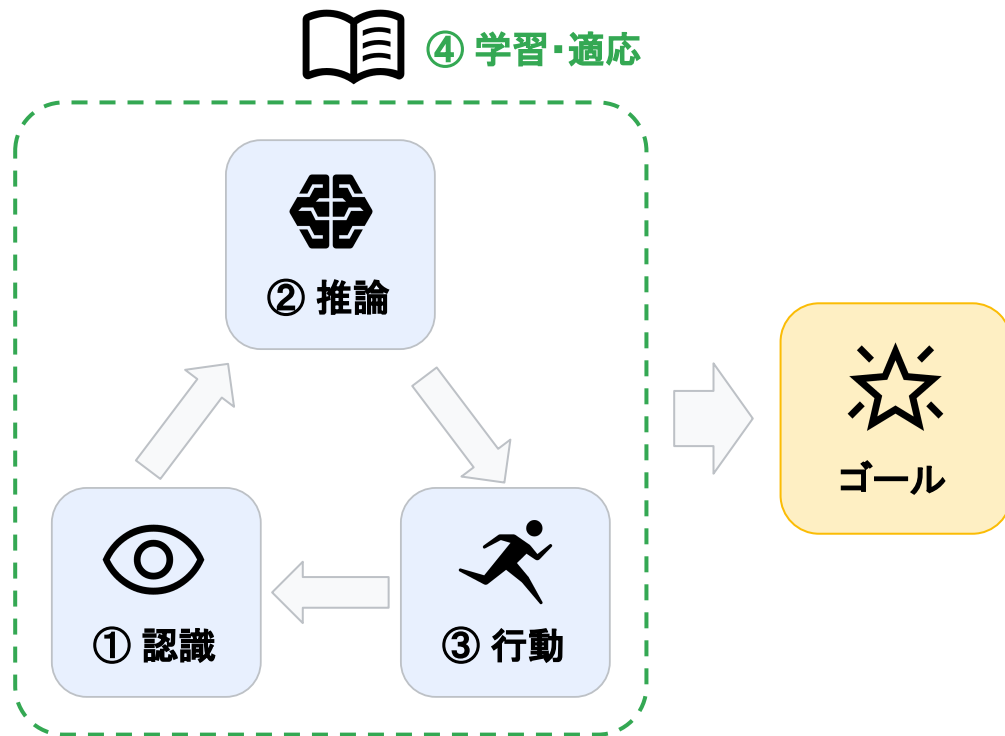 ④ 学習・適応
② 推論
ゴール
① 認識
③ 行動